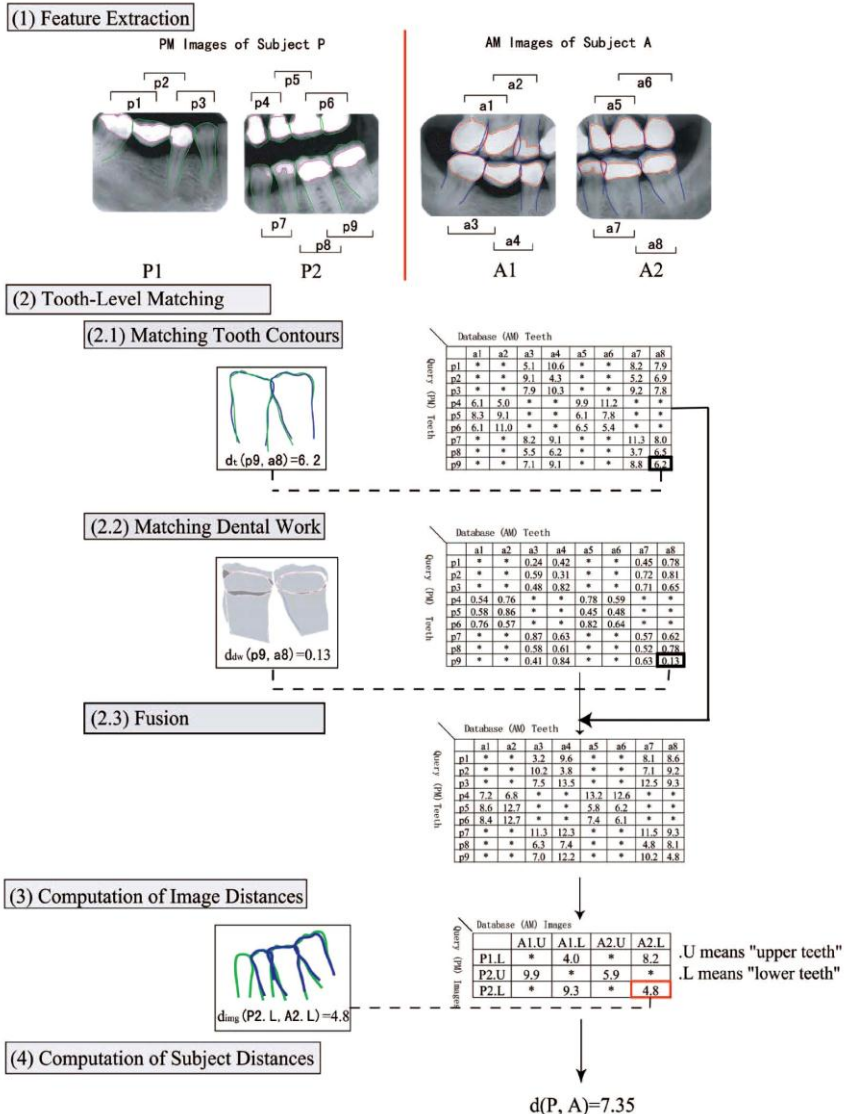 (1) Feature Extraction
PM Images of Subject P
AM Images of Subject A
p1 p2 p3
p4 p5 p6
p7 p8 p9
a1 a2
a3 a4
a5 a6
a7 a8
P1 P2 A1 A2
(2) Tooth-Level Matching
(2.1) Matching Tooth Contours
dt(p9, a8)=6.2
Database (AM) Teeth
Query (PM) Teeth
a1 a2 a3 a4 a5 a6 a7 a8
p1 * * 5.1 10.6 * * 8.2 7.9
p2 * * 9.1 4.3 * * 5.2 6.9
p3 * * 7.9 10.3 * * 9.2 7.8
p4 6.1 5.0 * * 9.9 11.2 * *
p5 8.3 9.1 * * 6.1 7.8 * *
p6 6.1 11.0 * * 6.5 5.4 * *
p7 * * 8.2 9.1 * * 11.3 8.0
p8 * * 5.5 6.2 * * 3.7 6.5
p9 * * 7.1 9.1 * * 8.8 6.2
(2.2) Matching Dental Work
ddw(p9, a8)=0.13
Database (AM) Teeth
Query (PM) Teeth
a1 a2 a3 a4 a5 a6 a7 a8
p1 * * 0.24 0.42 * * 0.45 0.78
p2 * * 0.59 0.31 * * 0.72 0.81
p3 * * 0.48 0.82 * * 0.71 0.65
p4 0.54 0.76 * * 0.78 0.59 * *
p5 0.58 0.86 * * 0.45 0.48 * *
p6 0.76 0.57 * * 0.82 0.64 * *
p7 * * 0.87 0.63 * * 0.57 0.62
p8 * * 0.58 0.61 * * 0.52 0.78
p9 * * 0.41 0.84 * * 0.63 0.13
(2.3) Fusion
Database (AM) Teeth
Query (PM) Teeth
a1 a2 a3 a4 a5 a6 a7 a8
p1 * * 3.2 9.6 * * 8.1 8.6
p2 * * 10.2 3.8 * * 7.1 9.2
p3 * * 7.5 13.5 * * 12.5 9.3
p4 7.2 6.8 * * 13.2 12.6 * *
p5 8.6 12.7 * * 5.8 6.2 * *
p6 8.4 12.7 * * 7.4 6.1 * *
p7 * * 11.3 12.3 * * 11.5 9.3
p8 * * 6.3 7.4 * * 4.8 8.1
p9 * * 7.0 12.2 * * 10.2 4.8
(3) Computation of Image Distances
dimg(P2.L, A2.L)=4.8
Database (AM) Images
Query (PM) Images
A1.U A1.L A2.U A2.L
P1.L * 4.0 * 8.2
P2.U 9.9 * 5.9 *
P2.L * 9.3 * 4.8
.U means "upper teeth"
.L means "lower teeth"
(4) Computation of Subject Distances
d(P, A)=7.35